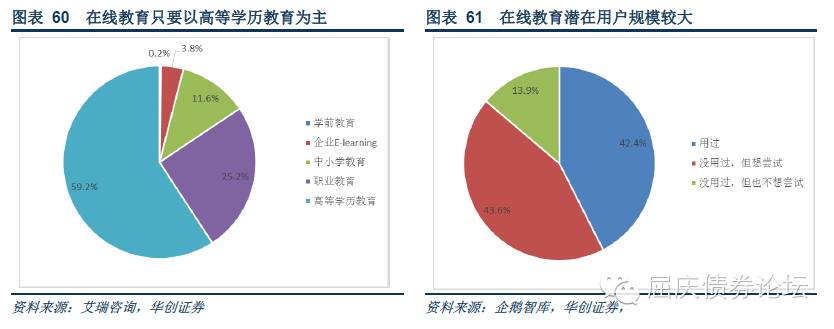 图表 60 在线教育只要以高等学历教育为主
0.2%
3.8%
11.6%
25.2%
59.2%
学前教育
企业E-learning
中小学教育
职业教育
高等学历教育
资料来源：艾瑞咨询，华创证券
图表 61 在线教育潜在用户规模较大
13.9%
42.4%
43.6%
用过
没用过，但想尝试
没用过，但也不想尝试
资料来源：企鹅智库，华创证券，
屈庆债券论坛